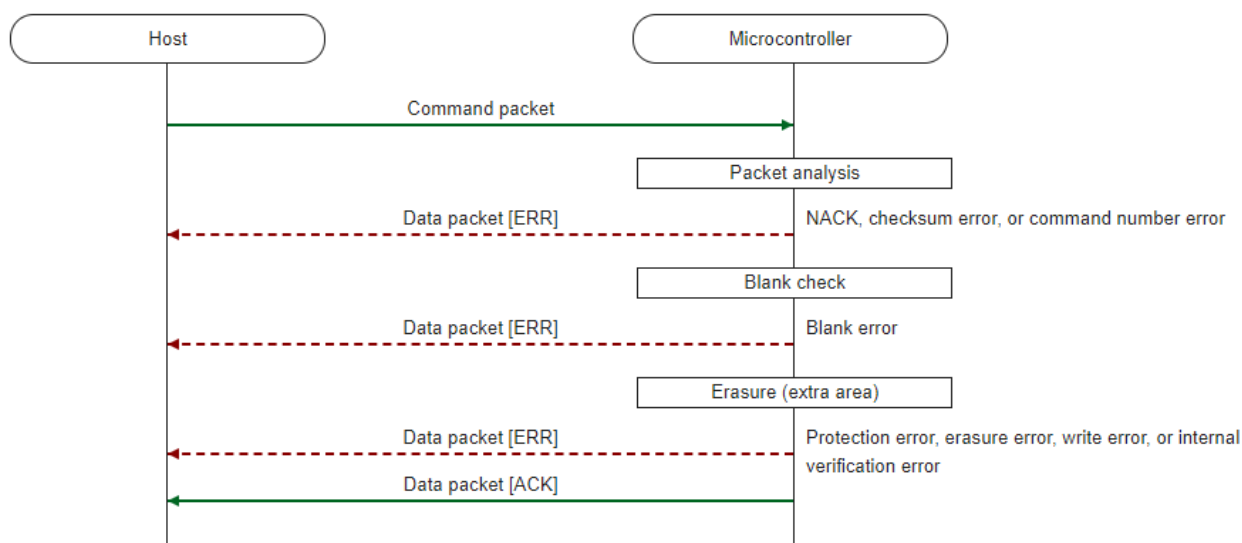 Host
Microcontroller
Command packet
Packet analysis
Data packet [ERR]
NACK, checksum error, or command number error
Blank check
Data packet [ERR]
Blank error
Erasure (extra area)
Data packet [ERR]
Protection error, erasure error, write error, or internal
verification error
Data packet [ACK]